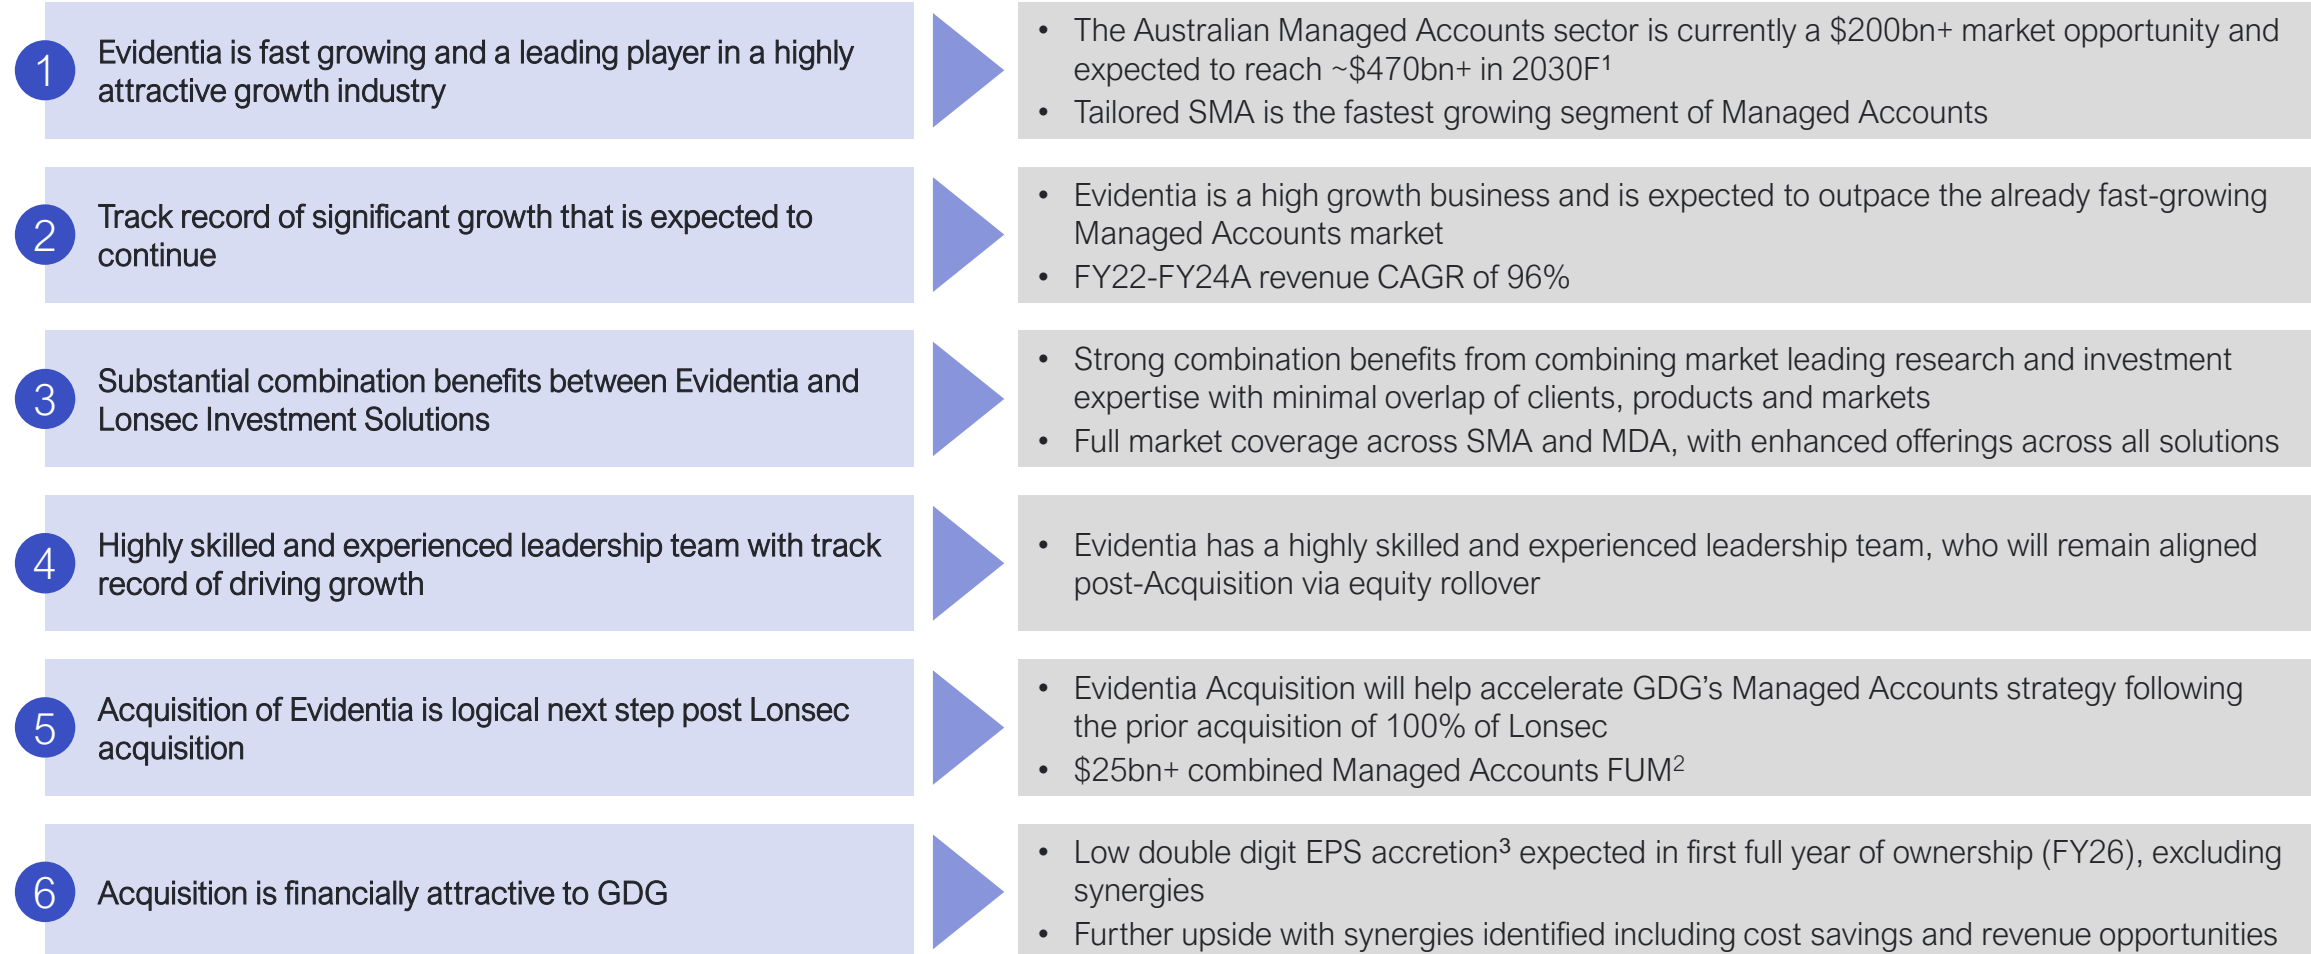 1
Evidentia is fast growing and a leading player in a highly
attractive growth industry
• The Australian Managed Accounts sector is currently a $200bn+ market opportunity and
expected to reach ~$470bn+ in 2030F¹
• Tailored SMA is the fastest growing segment of Managed Accounts
2
Track record of significant growth that is expected to
continue
• Evidentia is a high growth business and is expected to outpace the already fast-growing
Managed Accounts market
• FY22-FY24A revenue CAGR of 96%
3
Substantial combination benefits between Evidentia and
Lonsec Investment Solutions
• Strong combination benefits from combining market leading research and investment
expertise with minimal overlap of clients, products and markets
• Full market coverage across SMA and MDA, with enhanced offerings across all solutions
4
Highly skilled and experienced leadership team with track
record of driving growth
• Evidentia has a highly skilled and experienced leadership team, who will remain aligned
post-Acquisition via equity rollover
5
Acquisition of Evidentia is logical next step post Lonsec
acquisition
• Evidentia Acquisition will help accelerate GDG’s Managed Accounts strategy following
the prior acquisition of 100% of Lonsec
• $25bn+ combined Managed Accounts FUM²
6
Acquisition is financially attractive to GDG
• Low double digit EPS accretion³ expected in first full year of ownership (FY26), excluding
synergies
• Further upside with synergies identified including cost savings and revenue opportunities